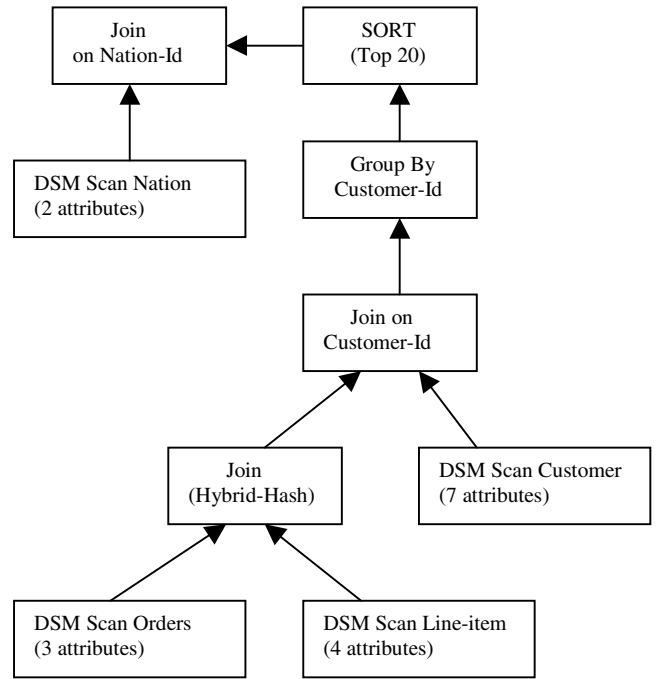 Join
on Nation-Id
SORT
(Top 20)
DSM Scan Nation
(2 attributes)
Group By
Customer-Id
Join on
Customer-Id
Join
(Hybrid-Hash)
DSM Scan Customer
(7 attributes)
DSM Scan Orders
(3 attributes)
DSM Scan Line-item
(4 attributes)